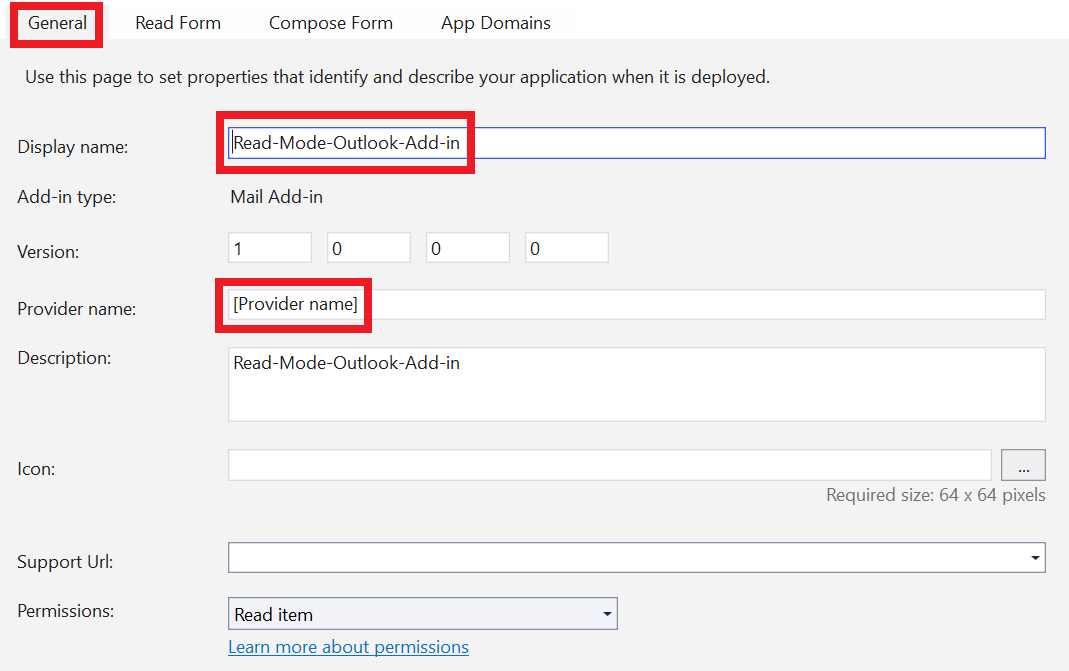 General Read Form Compose Form App Domains
Use this page to set properties that identify and describe your application when it is deployed.
Display name: Read-Mode-Outlook-Add-in
Add-in type: Mail Add-in
Version: 1 0 0 0
Provider name: [Provider name]
Description: Read-Mode-Outlook-Add-in
Icon: ...
Required size: 64 x 64 pixels
Support Url:
Permissions: Read item
Learn more about permissions